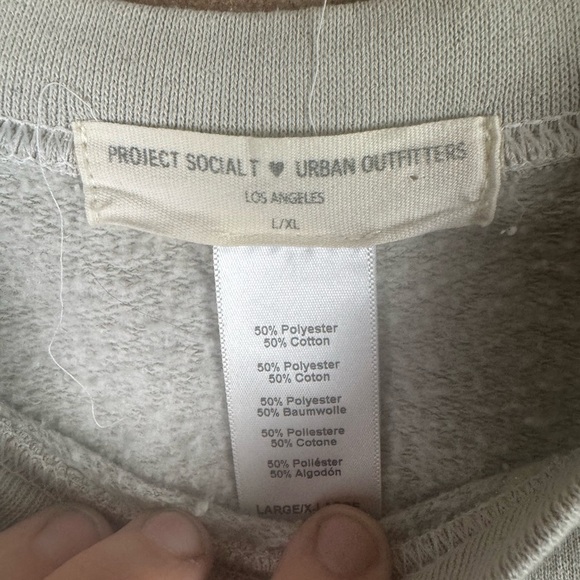 PROJECT SOCIAL T ♥ URBAN OUTFITTERS
LOS ANGELES
L/XL
50% Polyester
50% Cotton
50% Polyester
50% Coton
50% Polyester
50% Baumwolle
50% Poliestere
50% Cotone
50% Poliéster
50% Algodón